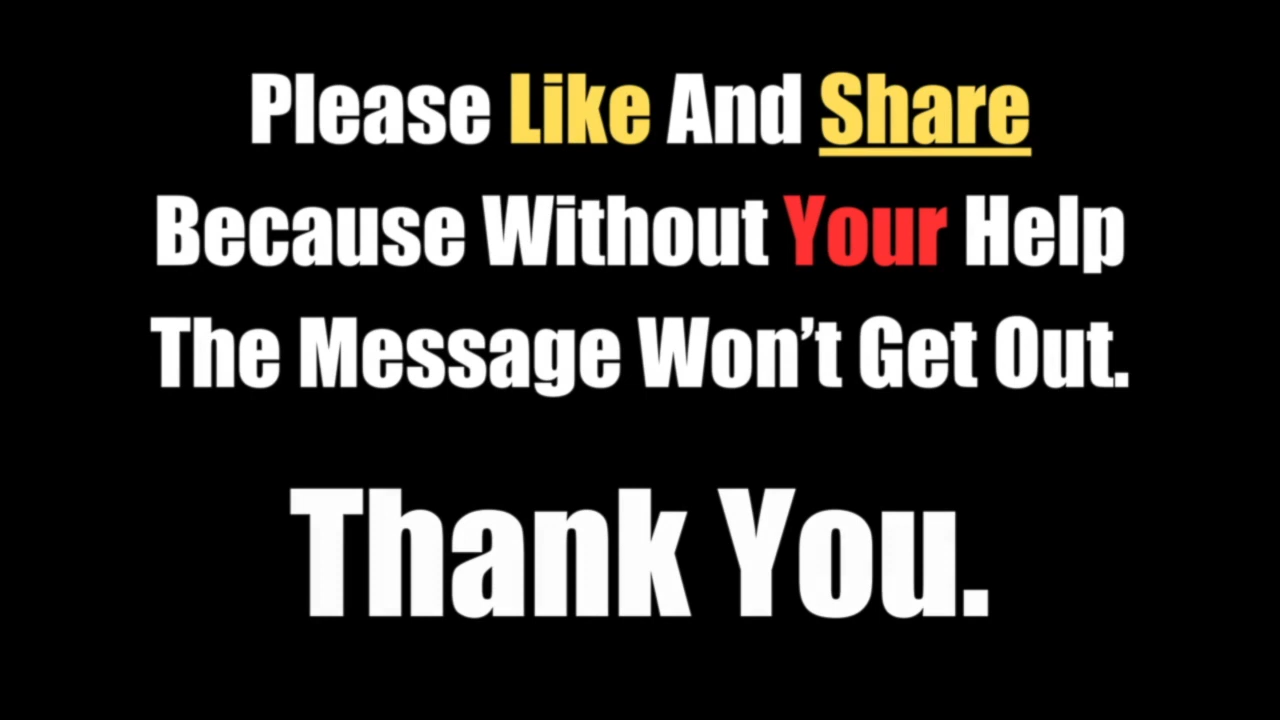 Please Like And Share
Because Without Your Help
The Message Won’t Get Out.
Thank You.